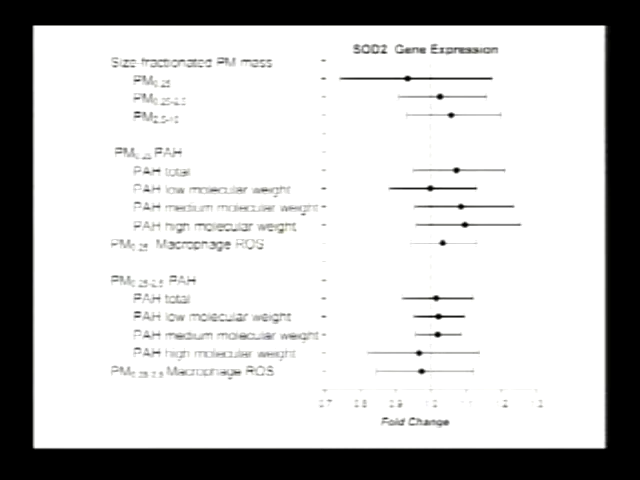 SOD2 Gene Expression
Size-fractionated PM mass
PM0.25
PM0.25-2.5
PM2.5-10
PM0.25 PAH
PAH total
PAH low molecular weight
PAH medium molecular weight
PAH high molecular weight
PM0.25 Macrophage ROS
PM0.25-2.5 PAH
PAH total
PAH low molecular weight
PAH medium molecular weight
PAH high molecular weight
PM0.25-2.5 Macrophage ROS
0.7 0.8 0.9 1.0 1.1 1.2 1.3
Fold Change